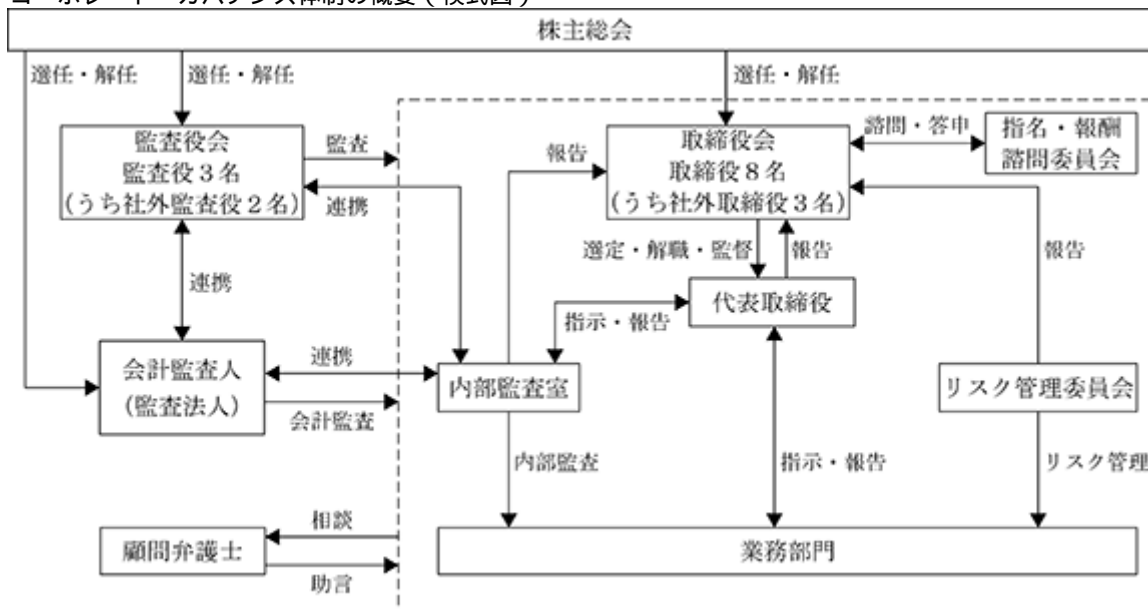 コーポレート・ガバナンス体制の概要(模式図)
株主総会
選任・解任
選任・解任
選任・解任
監査役会
監査役3名
(うち社外監査役2名)
監査
連携
報告
取締役会
取締役8名
(うち社外取締役3名)
諮問・答申
指名・報酬
諮問委員会
連携
選定・解職・監督
報告
報告
代表取締役
指示・報告
会計監査人
(監査法人)
連携
会計監査
内部監査室
リスク管理委員会
内部監査
指示・報告
リスク管理
顧問弁護士
相談
助言
業務部門